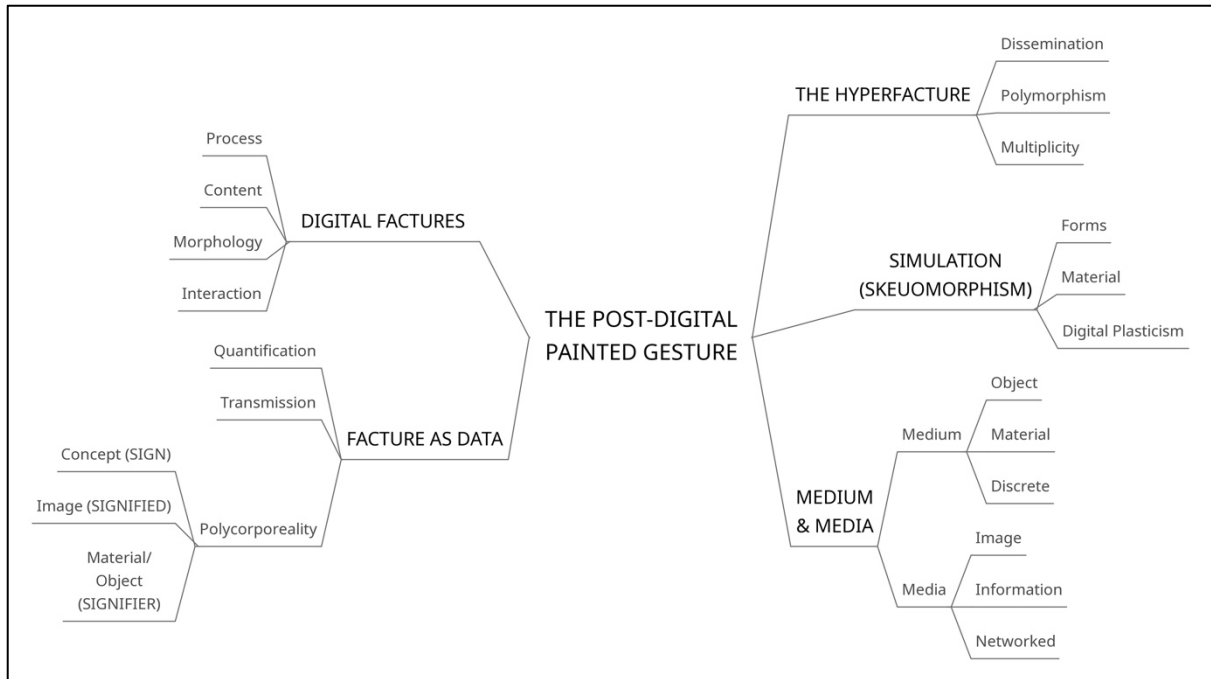 THE POST-DIGITAL
PAINTED GESTURE
DIGITAL FACTURES
Process
Content
Morphology
Interaction
FACTURE AS DATA
Quantification
Transmission
Polycorporeality
Concept (SIGN)
Image (SIGNIFIED)
Material/
Object
(SIGNIFIER)
THE HYPERFACTURE
Dissemination
Polymorphism
Multiplicity
SIMULATION
(SKEUOMORPHISM)
Forms
Material
Digital Plasticism
MEDIUM
& MEDIA
Medium
Object
Material
Discrete
Media
Image
Information
Networked